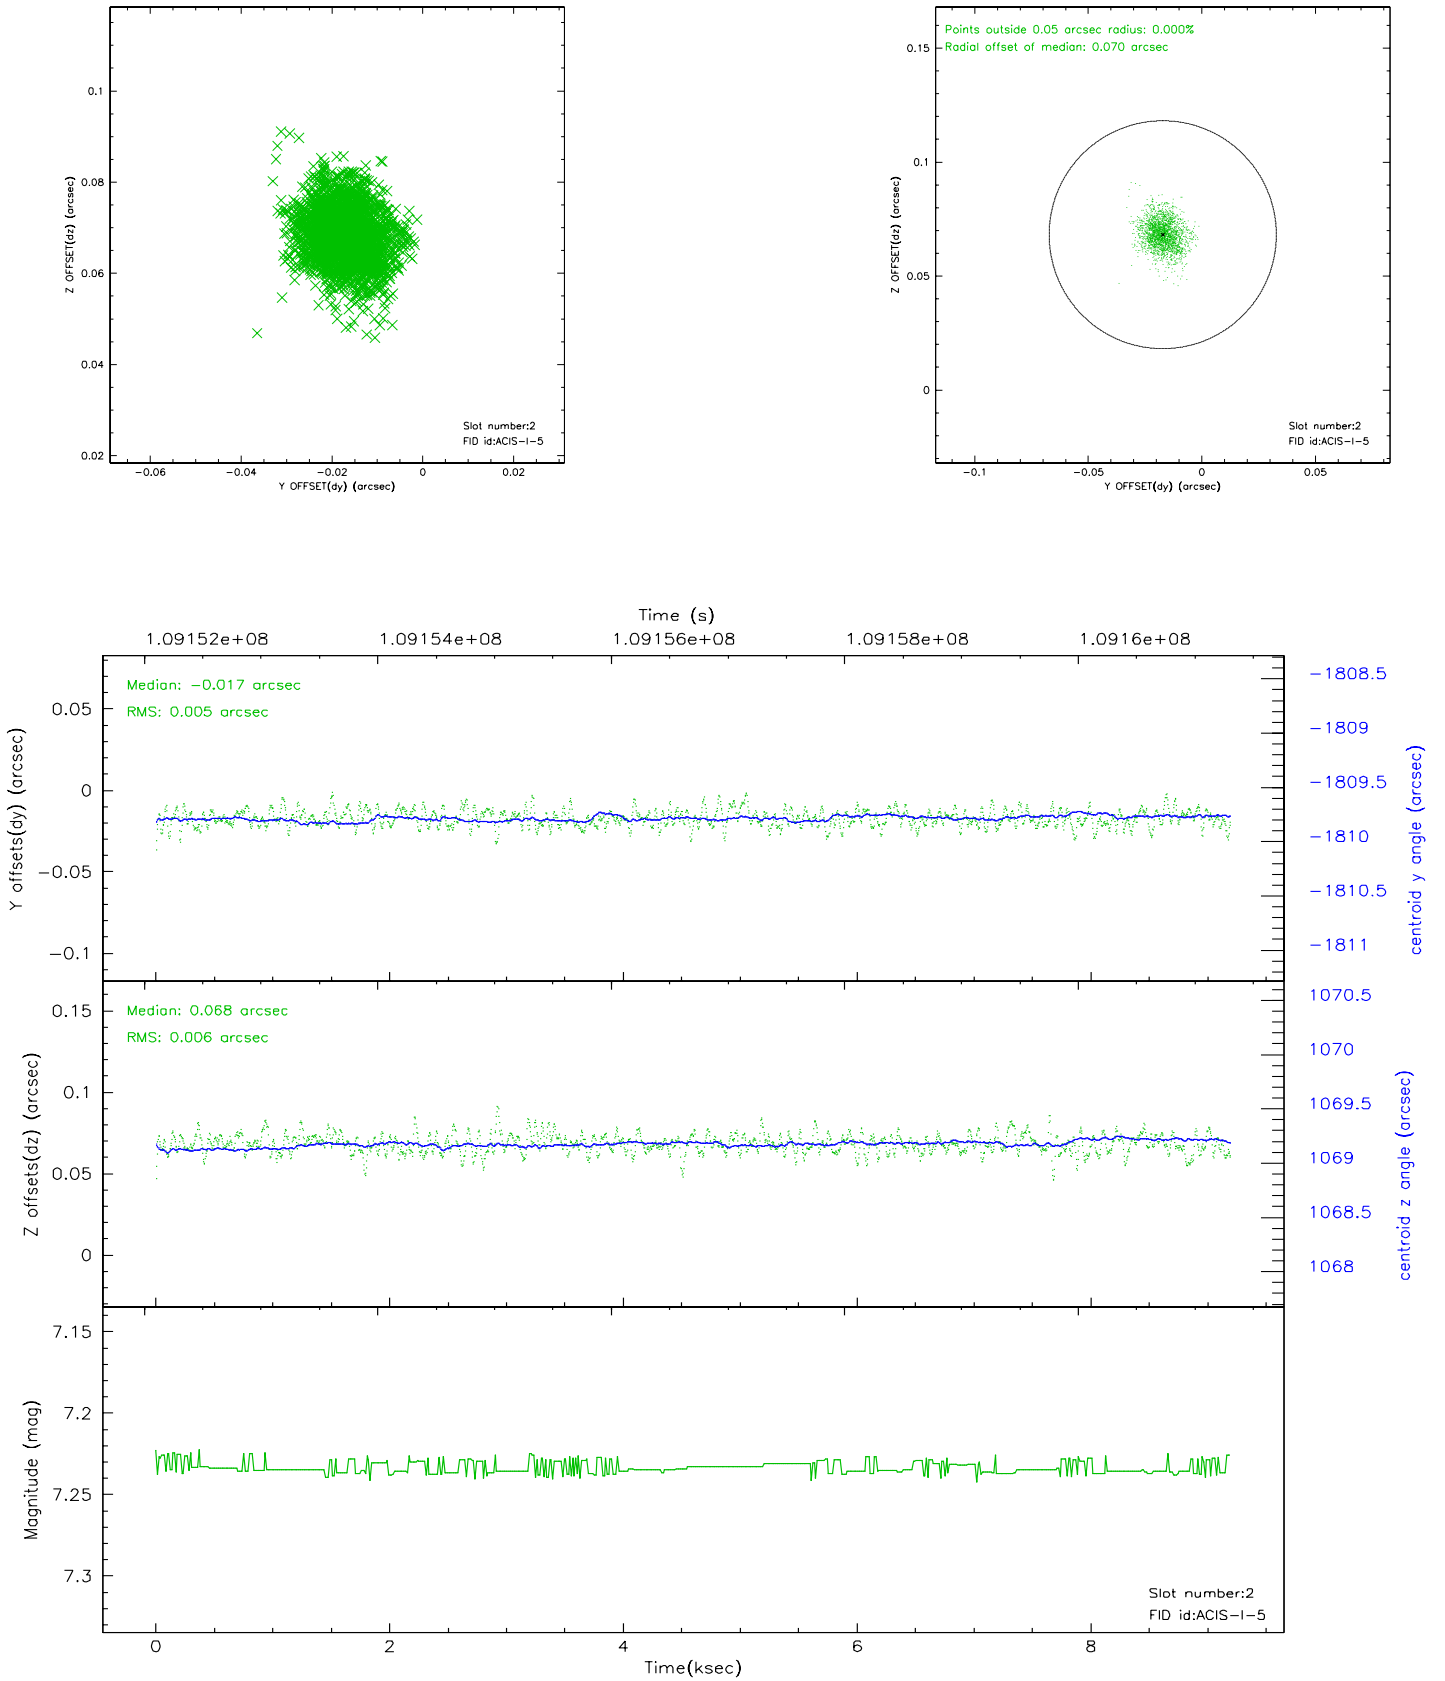 0.1
0.08
0.06
0.04
0.02
Z OFFSET(dz) (arcsec)
Slot number:2
FID id:ACIS-I-5
-0.06 -0.04 -0.02 0 0.02
Y OFFSET(dy) (arcsec)
Points outside 0.05 arcsec radius: 0.000%
Radial offset of median: 0.070 arcsec
0.15
0.1
0.05
0
Z OFFSET(dz) (arcsec)
Slot number:2
FID id:ACIS-I-5
-0.1 -0.05 0 0.05
Y OFFSET(dy) (arcsec)
Time (s)
1.09152e+08 1.09154e+08 1.09156e+08 1.09158e+08 1.0916e+08
Median: -0.017 arcsec
RMS: 0.005 arcsec
0.05
0
-0.05
-0.1
Y offsets(dy) (arcsec)
-1808.5
-1809
-1809.5
-1810
-1810.5
-1811
centroid y angle (arcsec)
Median: 0.068 arcsec
RMS: 0.006 arcsec
0.15
0.1
0.05
0
Z offsets(dz) (arcsec)
1070.5
1070
1069.5
1069
1068.5
1068
centroid z angle (arcsec)
7.15
7.2
7.25
7.3
Magnitude (mag)
Slot number:2
FID id:ACIS-I-5
0 2 4 6 8
Time(ksec)